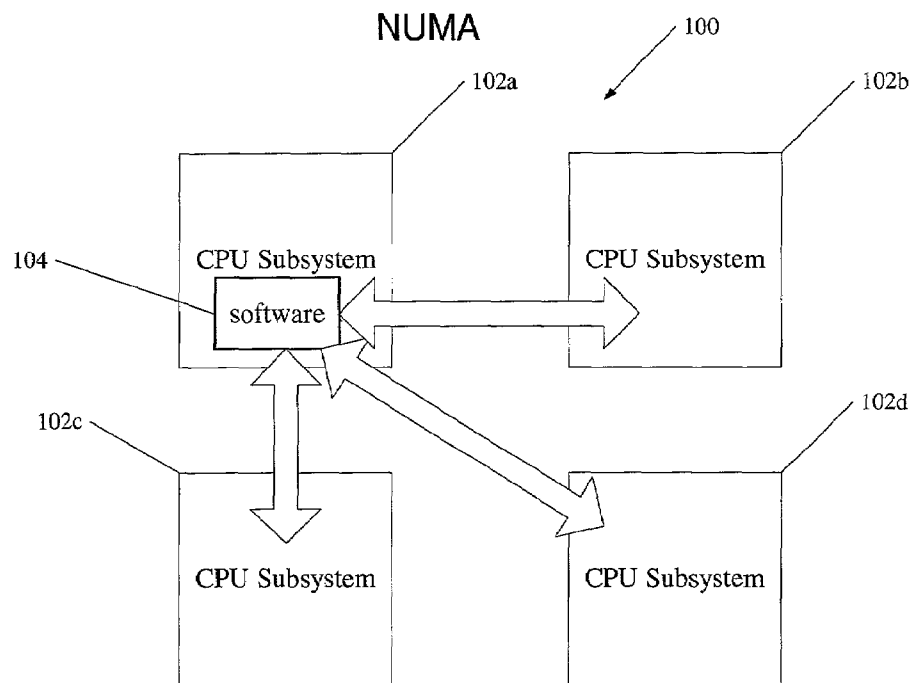 NUMA
100
102a
102b
CPU Subsystem
CPU Subsystem
104
software
102c
102d
CPU Subsystem
CPU Subsystem